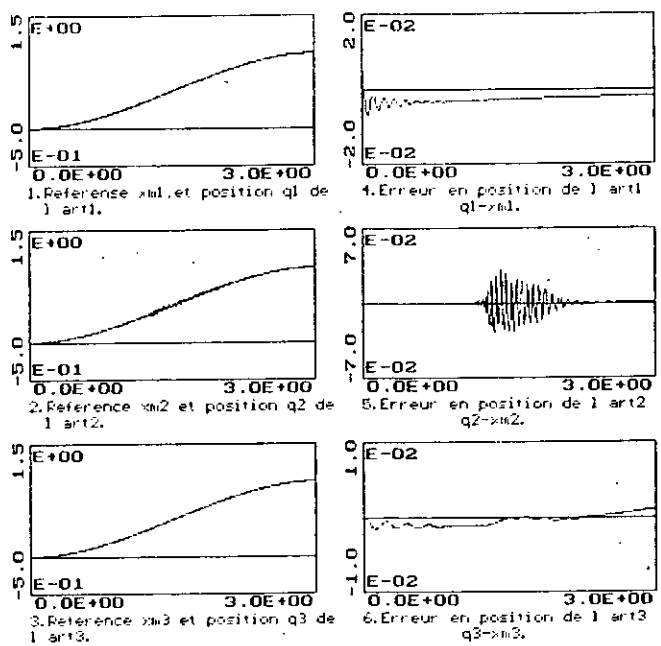 1.5
E+00
-5.0
E-01
0.0E+00 3.0E+00
1.Referense xm1,et position q1 de
l art1.
2.0
E-02
-2.0
E-02
0.0E+00 3.0E+00
4.Erreur en position de l art1
q1-xm1.
1.5
E+00
-5.0
E-01
0.0E+00 3.0E+00
2.Reference xm2 et position q2 de
l art2.
7.0
E-02
-7.0
E-02
0.0E+00 3.0E+00
5.Erreur en position de l art2
q2-xm2.
1.5
E+00
-5.0
E-01
0.0E+00 3.0E+00
3.Reference xm3 et position q3 de
l art3.
1.0
E-02
-1.0
E-02
0.0E+00 3.0E+00
6.Erreur en position de l art3
q3-xm3.